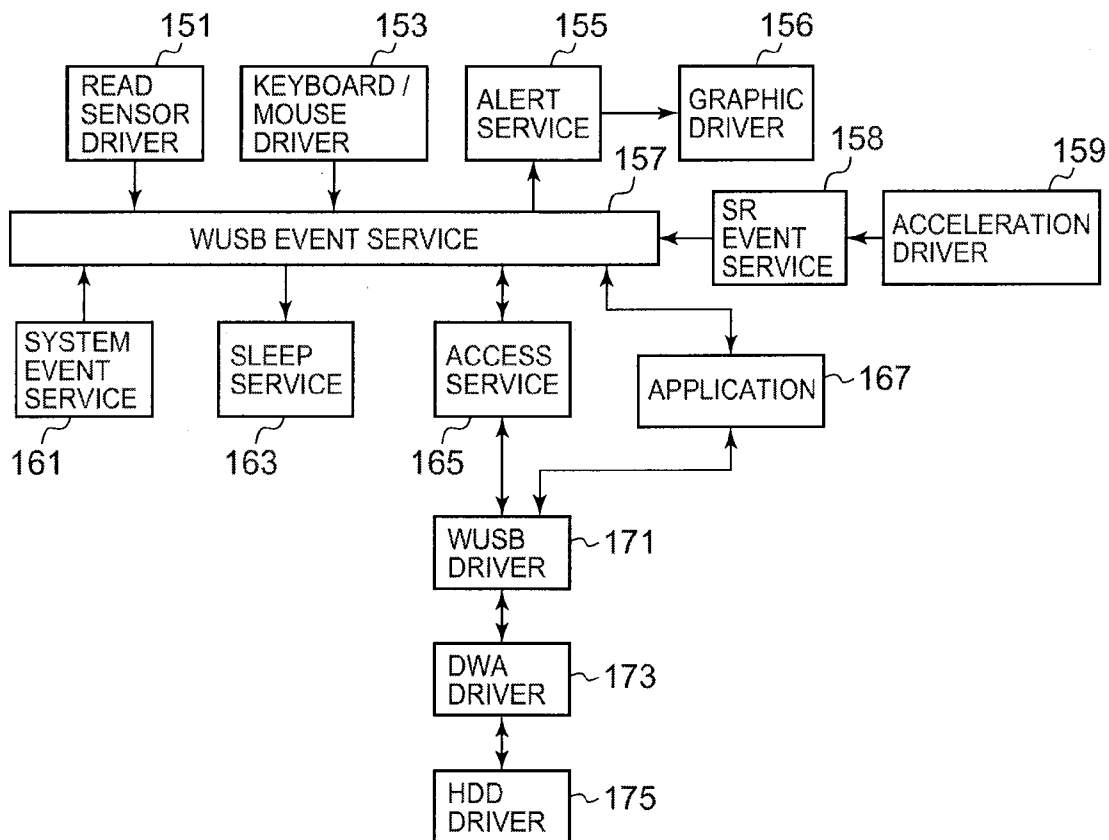 151
153
155
156
READ
SENSOR
DRIVER
KEYBOARD /
MOUSE
DRIVER
ALERT
SERVICE
GRAPHIC
DRIVER
157
158
159
WUSB EVENT SERVICE
SR
EVENT
SERVICE
ACCELERATION
DRIVER
SYSTEM
EVENT
SERVICE
SLEEP
SERVICE
ACCESS
SERVICE
APPLICATION
167
161
163
165
WUSB
DRIVER
171
DWA
DRIVER
173
HDD
DRIVER
175